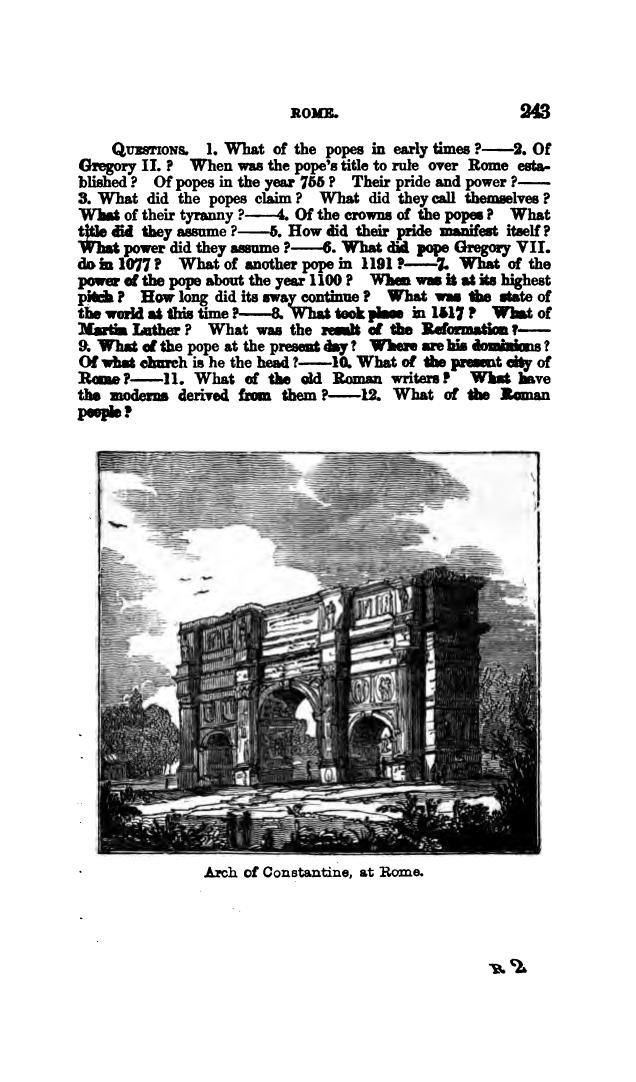 ROME. 243
QUESTIONS. 1. What of the popes in early times ?——2. Of
Gregory II. ? When was the pope's title to rule over Rome esta-
blished ? Of popes in the year 755 ? Their pride and power ?——
3. What did the popes claim ? What did they call themselves ?
What of their tyranny ?——4. Of the crowns of the popes ? What
title did they assume ?——5. How did their pride manifest itself ?
What power did they assume ?——6. What did pope Gregory VII.
do in 1077 ? What of another pope in 1191 ?——7. What of the
power of the pope about the year 1100 ? When was it at its highest
pitch ? How long did its sway continue ? What was the state of
the world at this time ?——8. What took place in 1517 ? What of
Martin Luther ? What was the result of the Reformation ?——
9. What of the pope at the present day ? Where are his dominions ?
Of what church is he the head ?——10. What of the present city of
Rome ?——11. What of the old Roman writers ? What have
the moderns derived from them ?——12. What of the Roman
people ?
Arch of Constantine, at Rome.
R 2